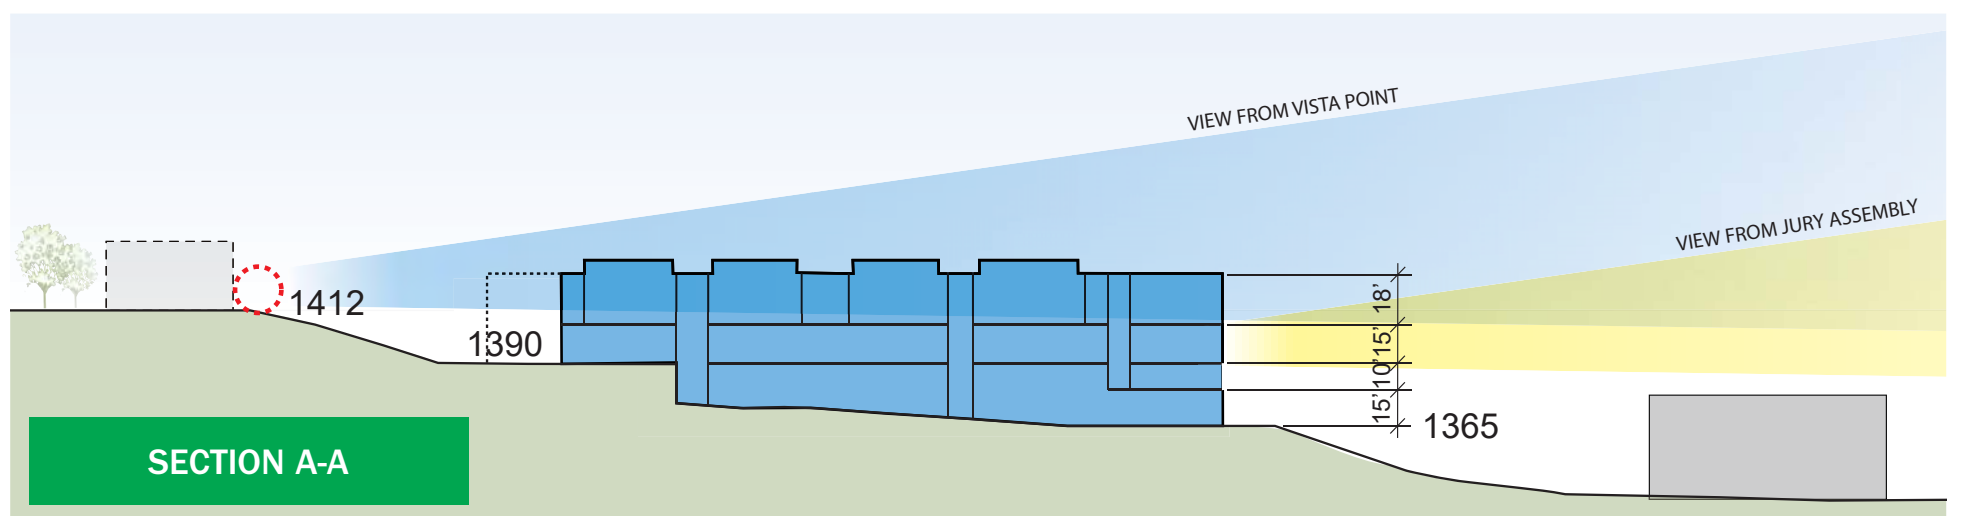 VIEW FROM VISTA POINT
VIEW FROM JURY ASSEMBLY
1412
1390
18'
15'
10'
15'
1365
SECTION A-A